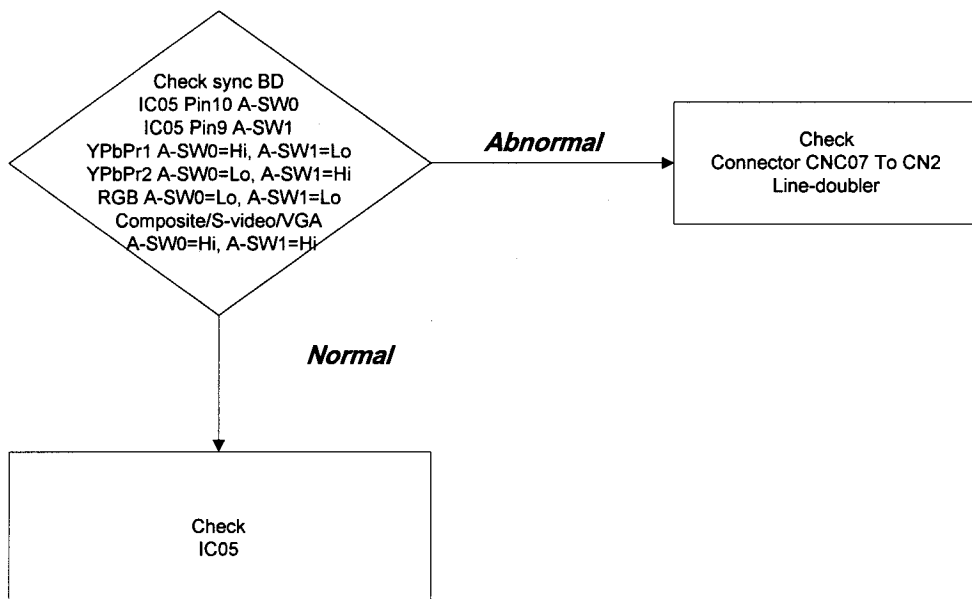 Check sync BD
IC05 Pin10 A-SW0
IC05 Pin9 A-SW1
YPbPr1 A-SW0=Hi, A-SW1=Lo
YPbPr2 A-SW0=Lo, A-SW1=Hi
RGB A-SW0=Lo, A-SW1=Lo
Composite/S-video/VGA
A-SW0=Hi, A-SW1=Hi
Abnormal
Check
Connector CNC07 To CN2
Line-doubler
Normal
Check
IC05